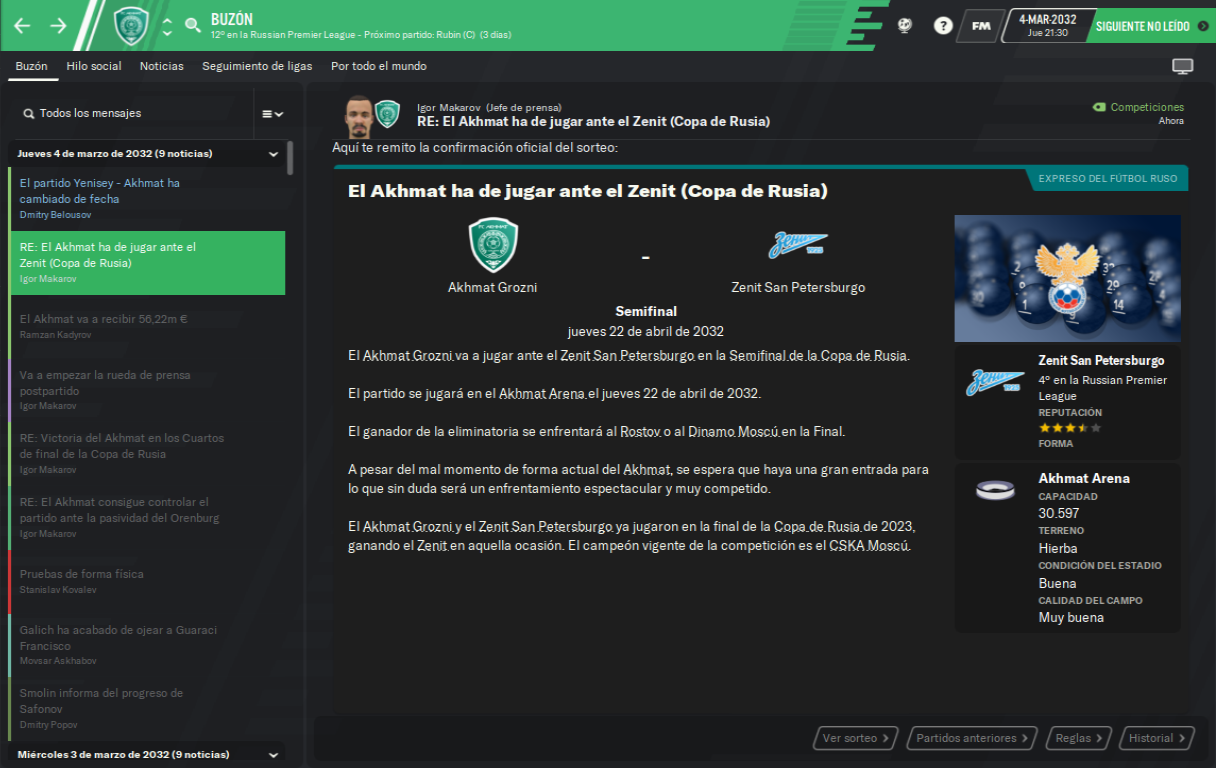 BUZÓN
12º en la Russian Premier League - Próximo partido: Rubin (C) (3 días)
FM
4-MAR-2032
Jue 21:30
SIGUIENTE NO LEÍDO
Buzón
Hilo social
Noticias
Seguimiento de ligas
Por todo el mundo
Todos los mensajes
Jueves 4 de marzo de 2032 (9 noticias)
El partido Yenisey - Akhmat ha
cambiado de fecha
Dmitry Belousov
RE: El Akhmat ha de jugar ante el
Zenit (Copa de Rusia)
Igor Makarov
El Akhmat va a recibir 56,22m €
Ramzan Kadyrov
Va a empezar la rueda de prensa
postpartido
Igor Makarov
RE: Victoria del Akhmat en los Cuartos
de final de la Copa de Rusia
Igor Makarov
RE: El Akhmat consigue controlar el
partido ante la pasividad del Orenburg
Igor Makarov
Pruebas de forma física
Stanislav Kovalev
Galich ha acabado de ojear a Guaraci
Francisco
Movsar Askhabov
Smolin informa del progreso de
Safonov
Dmitry Popov
Miércoles 3 de marzo de 2032 (9 noticias)
Igor Makarov (Jefe de prensa)
RE: El Akhmat ha de jugar ante el Zenit (Copa de Rusia)
Competiciones
Ahora
Aquí te remito la confirmación oficial del sorteo:
El Akhmat ha de jugar ante el Zenit (Copa de Rusia)
EXPRESO DEL FÚTBOL RUSO
-
Akhmat Grozni
Zenit San Petersburgo
Semifinal
jueves 22 de abril de 2032
El Akhmat Grozni va a jugar ante el Zenit San Petersburgo en la Semifinal de la Copa de Rusia.
El partido se jugará en el Akhmat Arena el jueves 22 de abril de 2032.
El ganador de la eliminatoria se enfrentará al Rostov o al Dinamo Moscú en la Final.
A pesar del mal momento de forma actual del Akhmat, se espera que haya una gran entrada para
lo que sin duda será un enfrentamiento espectacular y muy competido.
El Akhmat Grozni y el Zenit San Petersburgo ya jugaron en la final de la Copa de Rusia de 2023,
ganando el Zenit en aquella ocasión. El campeón vigente de la competición es el CSKA Moscú.
Zenit San Petersburgo
4º en la Russian Premier
League
REPUTACIÓN
FORMA
Akhmat Arena
CAPACIDAD
30.597
TERRENO
Hierba
CONDICIÓN DEL ESTADIO
Buena
CALIDAD DEL CAMPO
Muy buena
Ver sorteo
Partidos anteriores
Reglas
Historial